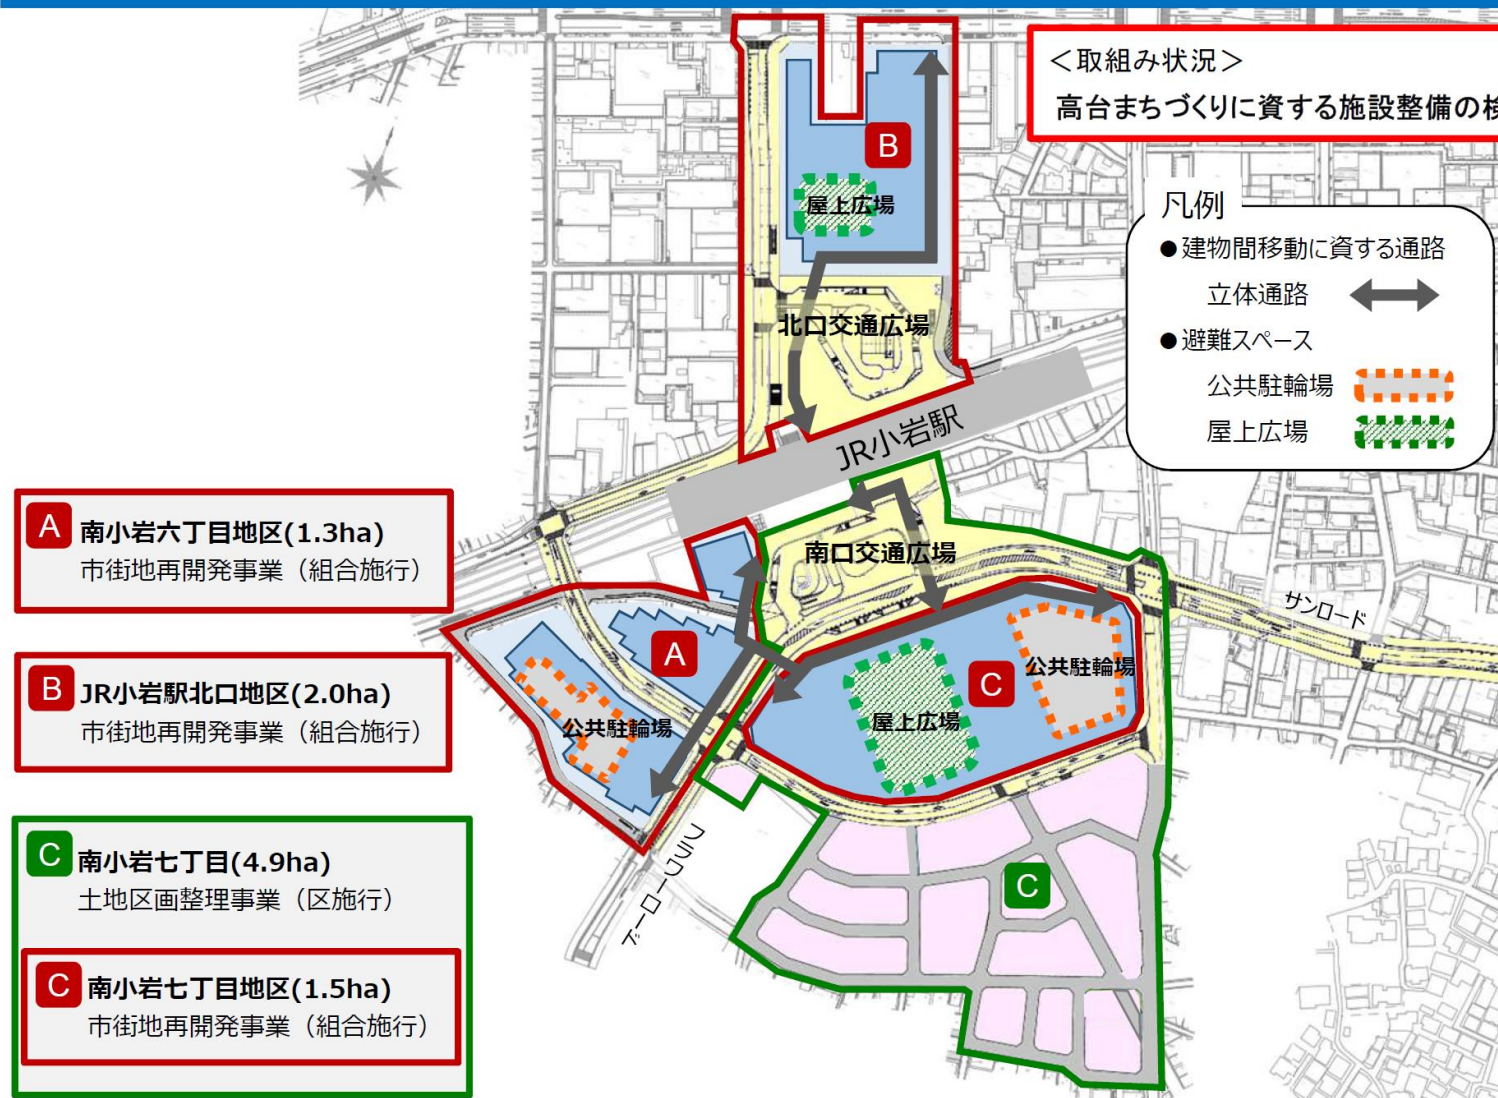 <取組み状況>
高台まちづくりに資する施設整備の検
凡例
●建物間移動に資する通路
立体通路
●避難スペース
公共駐輪場
屋上広場
B
屋上広場
北口交通広場
JR小岩駅
南口交通広場
サンロード
A
公共駐輪場
C
屋上広場
公共駐輪場
フラワーロード
C
A 南小岩六丁目地区(1.3ha)
市街地再開発事業（組合施行）
B JR小岩駅北口地区(2.0ha)
市街地再開発事業（組合施行）
C 南小岩七丁目(4.9ha)
土地区画整理事業（区施行）
C 南小岩七丁目地区(1.5ha)
市街地再開発事業（組合施行）